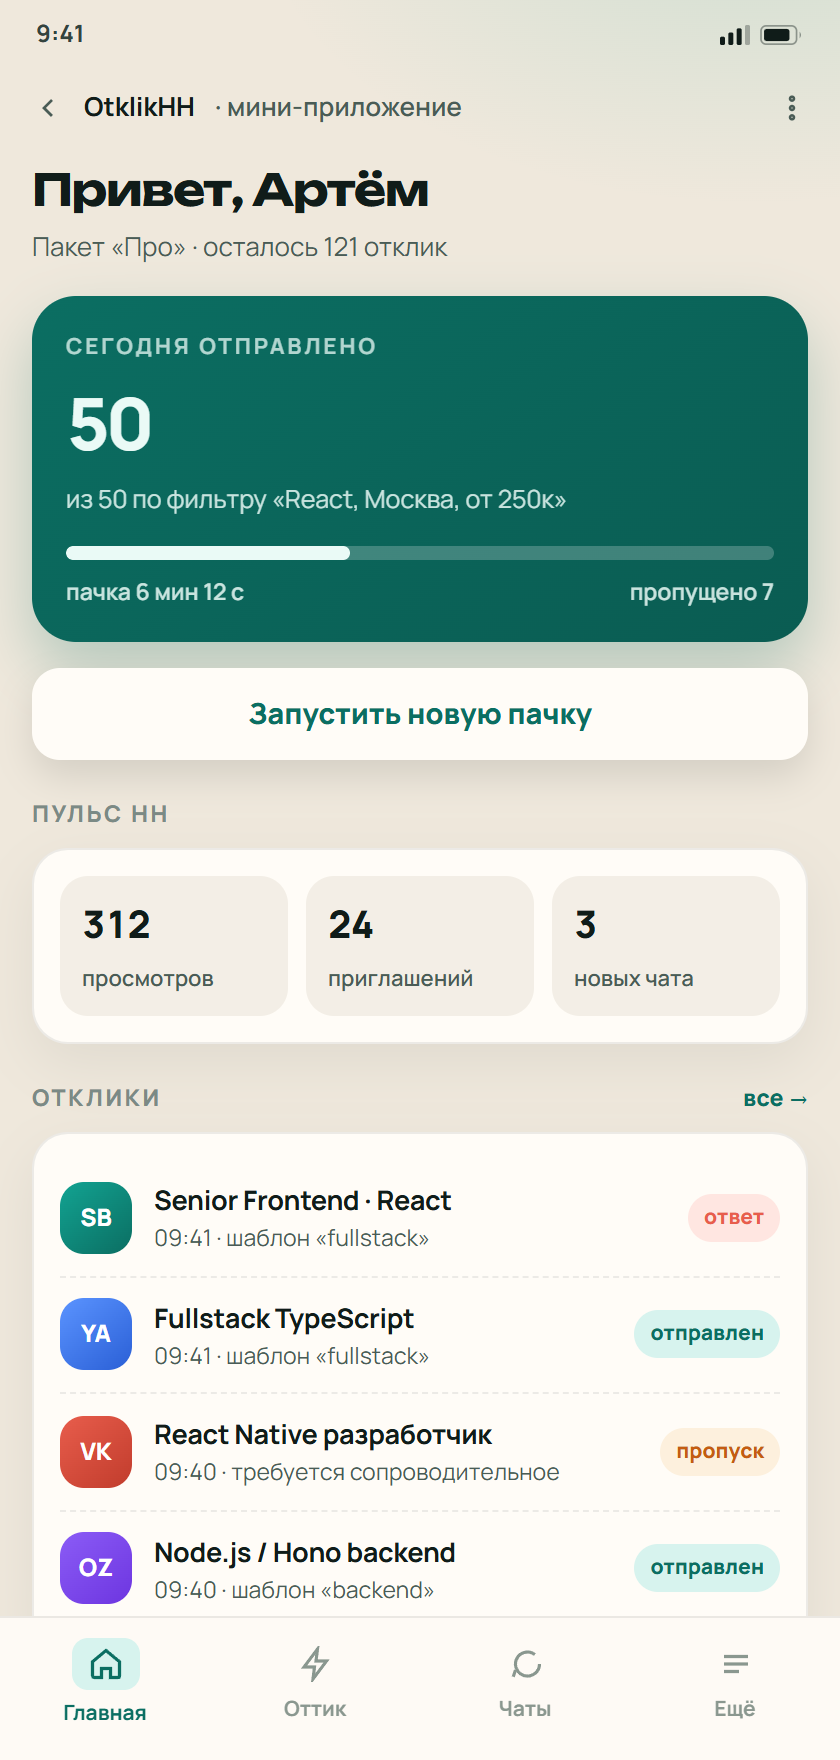 9:41
OtklikHH · мини-приложение
Привет, Артём
Пакет «Про» · осталось 121 отклик
СЕГОДНЯ ОТПРАВЛЕНО
50
из 50 по фильтру «React, Москва, от 250к»
пачка 6 мин 12 с
пропущено 7
Запустить новую пачку
ПУЛЬС HH
312
просмотров
24
приглашений
3
новых чата
ОТКЛИКИ
все →
SB
Senior Frontend · React
09:41 · шаблон «fullstack»
ответ
YA
Fullstack TypeScript
09:41 · шаблон «fullstack»
отправлен
VK
React Native разработчик
09:40 · требуется сопроводительное
пропуск
OZ
Node.js / Hono backend
09:40 · шаблон «backend»
отправлен
Главная
Оттик
Чаты
Ещё